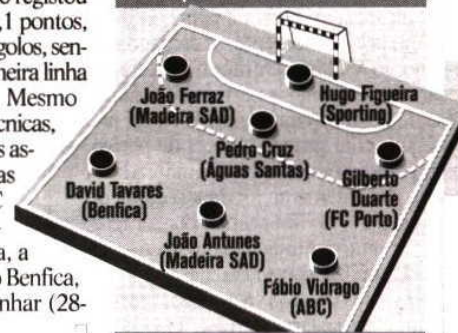 registou
,1 pontos,
golos, sen-
neira linha
Mesmo
cnicas,
s as-
as
a, a
o Benfica,
nhar (28-
João Ferraz
(Madeira SAD)
Hugo Figueira
(Sporting)
Pedro Cruz
(Águas Santas)
Gilberto
Duarte
(FC Porto)
David Tavares
(Benfica)
João Antunes
(Madeira SAD)
Fábio Vidrago
(ABC)